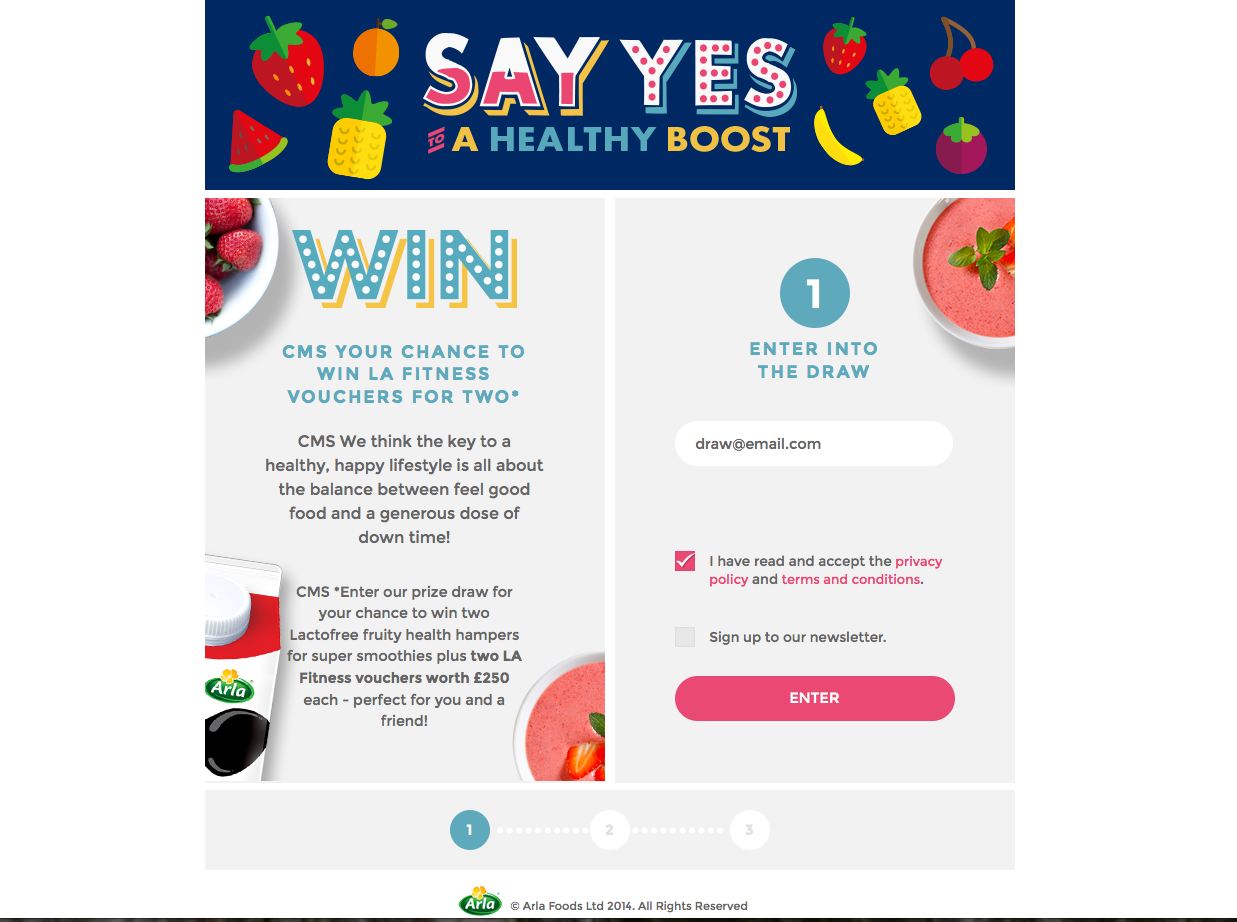 SAY YES
TO A HEALTHY BOOST
WIN
CMS YOUR CHANCE TO
WIN LA FITNESS
VOUCHERS FOR TWO*
CMS We think the key to a
healthy, happy lifestyle is all about
the balance between feel good
food and a generous dose of
down time!
CMS *Enter our prize draw for
your chance to win two
Lactofree fruity health hampers
for super smoothies plus two LA
Fitness vouchers worth £250
each - perfect for you and a
friend!
Arla
1
ENTER INTO
THE DRAW
draw@email.com
I have read and accept the privacy
policy and terms and conditions.
Sign up to our newsletter.
ENTER
1 2 3
Arla © Arla Foods Ltd 2014. All Rights Reserved